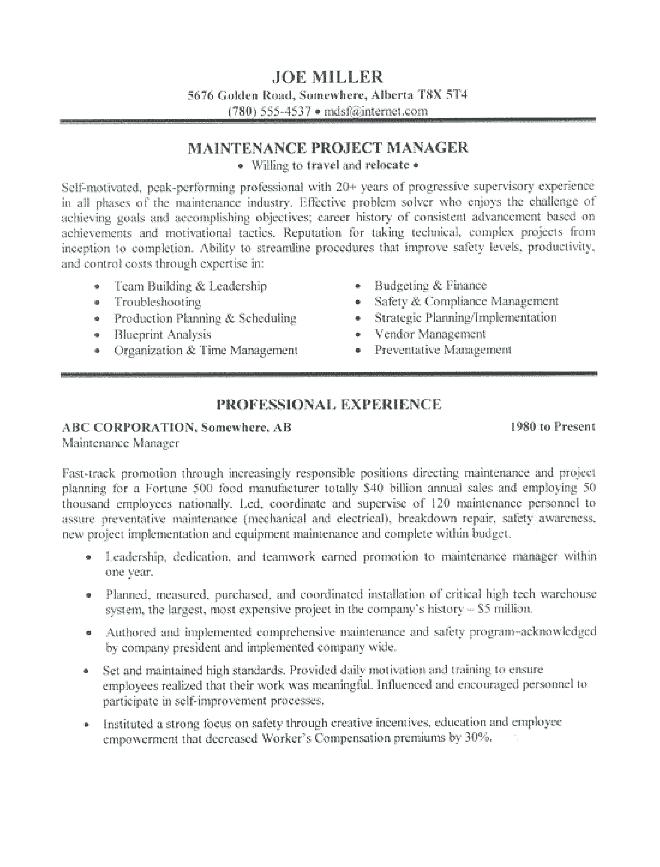 JOE MILLER
5676 Golden Road, Somewhere, Alberta T8X 5T4
(780) 555-4537 • mdsf@internet.com
MAINTENANCE PROJECT MANAGER
• Willing to travel and relocate •
Self-motivated, peak-performing professional with 20+ years of progressive supervisory experience
in all phases of the maintenance industry. Effective problem solver who enjoys the challenge of
achieving goals and accomplishing objectives; career history of consistent advancement based on
achievements and motivational tactics. Reputation for taking technical, complex projects from
inception to completion. Ability to streamline procedures that improve safety levels, productivity,
and control costs through expertise in:
• Team Building & Leadership
• Troubleshooting
• Production Planning & Scheduling
• Blueprint Analysis
• Organization & Time Management
• Budgeting & Finance
• Safety & Compliance Management
• Strategic Planning/Implementation
• Vendor Management
• Preventative Management
PROFESSIONAL EXPERIENCE
ABC CORPORATION, Somewhere, AB 1980 to Present
Maintenance Manager
Fast-track promotion through increasingly responsible positions directing maintenance and project
planning for a Fortune 500 food manufacturer totally $40 billion annual sales and employing 50
thousand employees nationally. Led, coordinate and supervise of 120 maintenance personnel to
assure preventative maintenance (mechanical and electrical), breakdown repair, safety awareness,
new project implementation and equipment maintenance and complete within budget.
• Leadership, dedication, and teamwork earned promotion to maintenance manager within
one year.
• Planned, measured, purchased, and coordinated installation of critical high tech warehouse
system, the largest, most expensive project in the company's history – $5 million.
• Authored and implemented comprehensive maintenance and safety program–acknowledged
by company president and implemented company wide.
• Set and maintained high standards. Provided daily motivation and training to ensure
employees realized that their work was meaningful. Influenced and encouraged personnel to
participate in self-improvement processes.
• Instituted a strong focus on safety through creative incentives, education and employee
empowerment that decreased Worker's Compensation premiums by 30%.